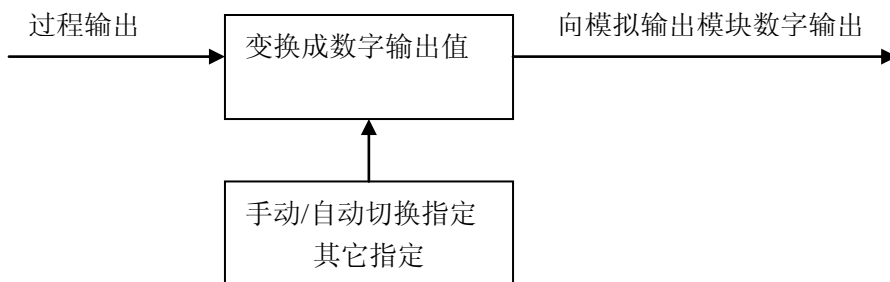 过程输出
变换成数字输出值
向模拟输出模块数字输出
手动/自动切换指定
其它指定